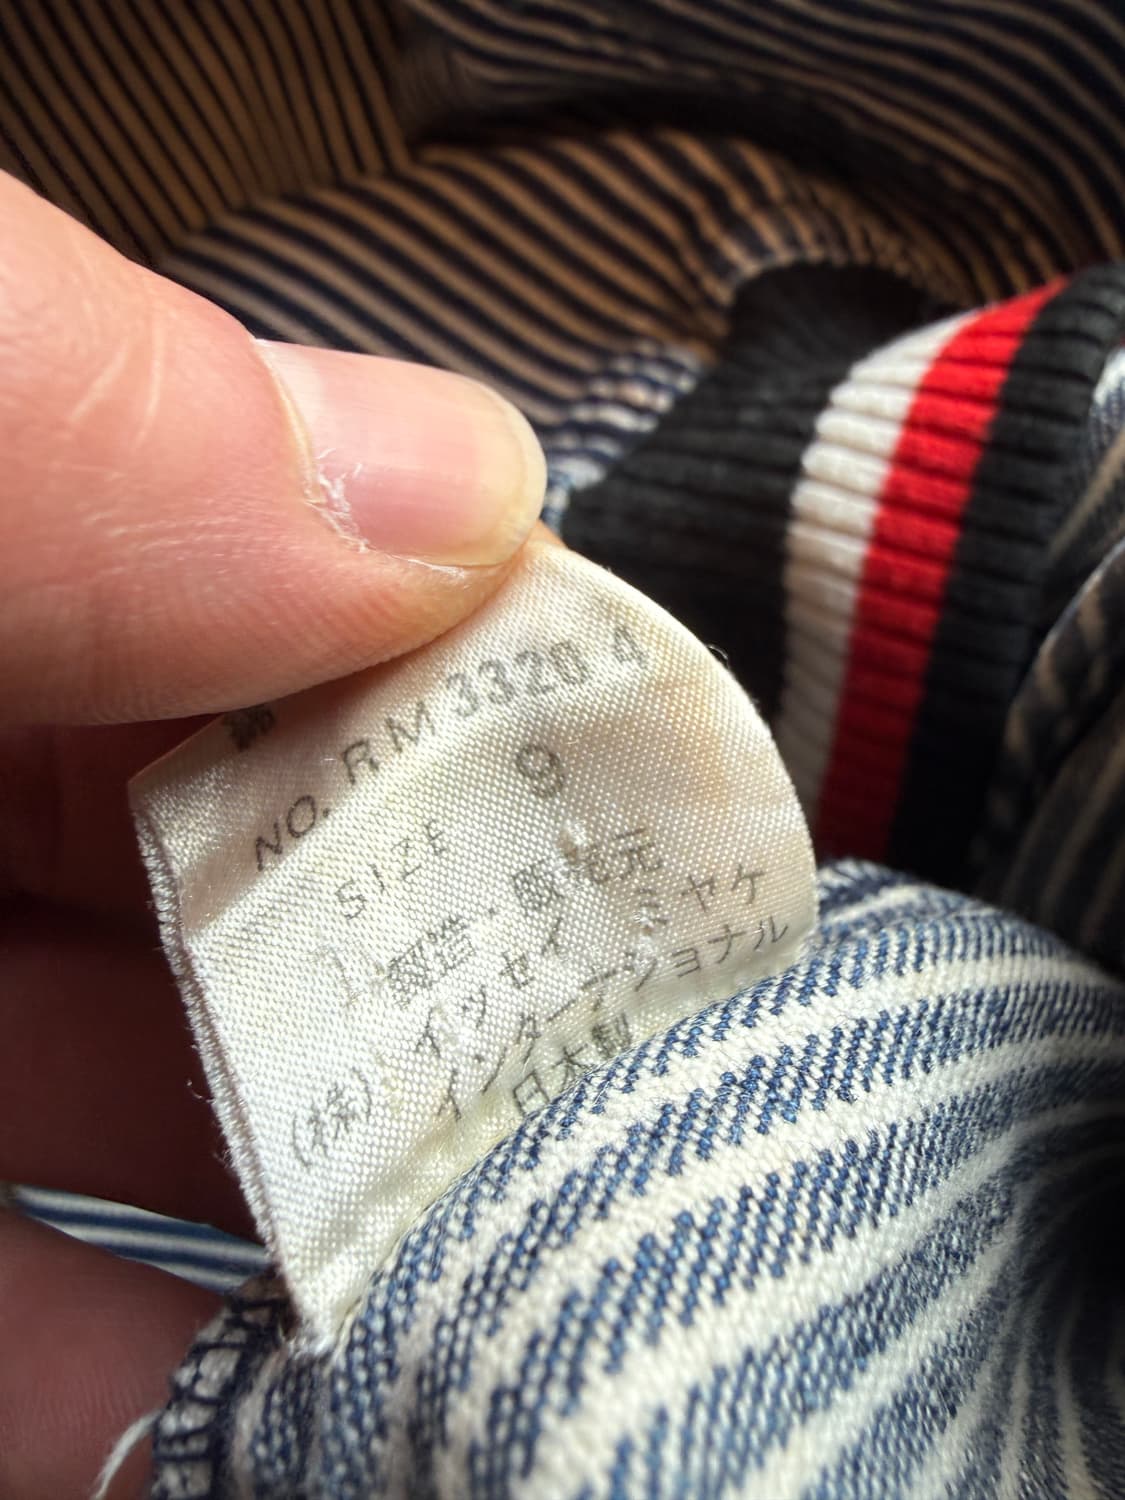 綿
NO. RM 3320 4
SIZE 9
製造・販売元
(株)イッセイミヤケ
インターナショナル
日本製